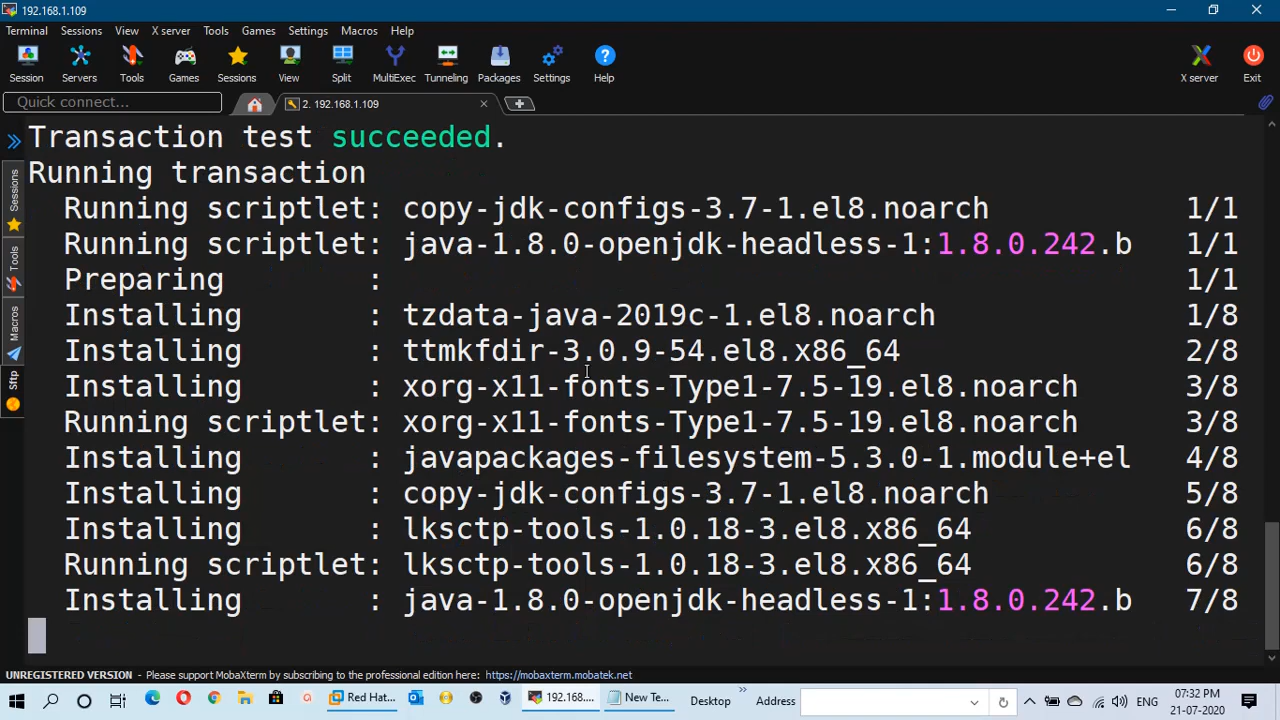 192.168.1.109
Terminal Sessions View X server Tools Games Settings Macros Help
Session Servers Tools Games Sessions View Split MultiExec Tunneling Packages Settings Help X server Exit
Quick connect... 2. 192.168.1.109
Transaction test succeeded.
Running transaction
Running scriptlet: copy-jdk-configs-3.7-1.el8.noarch 1/1
Running scriptlet: java-1.8.0-openjdk-headless-1:1.8.0.242.b 1/1
Preparing : 1/1
Installing : tzdata-java-2019c-1.el8.noarch 1/8
Installing : ttmkfdir-3.0.9-54.el8.x86_64 2/8
Installing : xorg-x11-fonts-Type1-7.5-19.el8.noarch 3/8
Running scriptlet: xorg-x11-fonts-Type1-7.5-19.el8.noarch 3/8
Installing : javapackages-filesystem-5.3.0-1.module+el 4/8
Installing : copy-jdk-configs-3.7-1.el8.noarch 5/8
Installing : lksctp-tools-1.0.18-3.el8.x86_64 6/8
Running scriptlet: lksctp-tools-1.0.18-3.el8.x86_64 6/8
Installing : java-1.8.0-openjdk-headless-1:1.8.0.242.b 7/8
Sessions
Tools
Macros
Sftp
UNREGISTERED VERSION - Please support MobaXterm by subscribing to the professional edition here: https://mobaxterm.mobatek.net
Red Hat... 192.168.... New Te... Desktop Address ENG 07:32 PM
21-07-2020